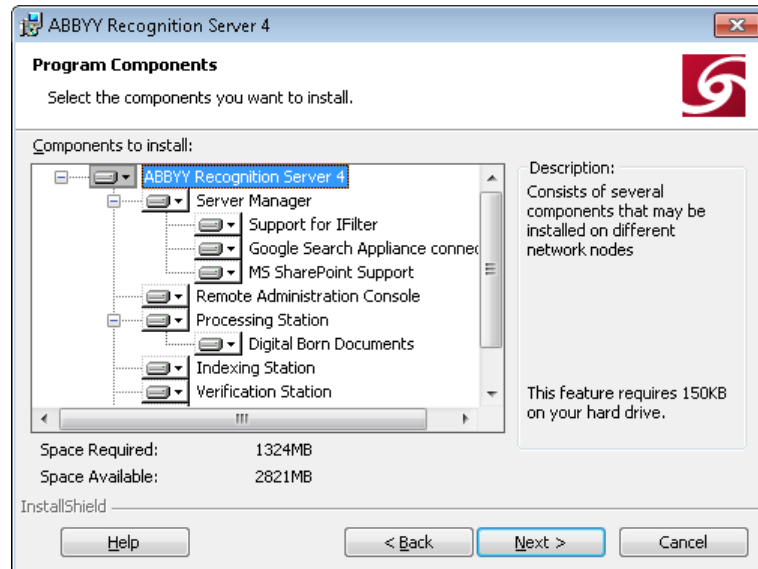 ABBYY Recognition Server 4
Program Components
Select the components you want to install.
Components to install:
ABBYY Recognition Server 4
Server Manager
Support for IFilter
Google Search Appliance connec
MS SharePoint Support
Remote Administration Console
Processing Station
Digital Born Documents
Indexing Station
Verification Station
Description:
Consists of several
components that may be
installed on different
network nodes
This feature requires 150KB
on your hard drive.
Space Required: 1324MB
Space Available: 2821MB
InstallShield
Help
< Back
Next >
Cancel